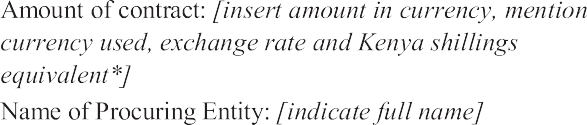 Amount of contract: [insert amount in currency, mention
currency used, exchange rate and Kenya shillings
equivalent*]
Name of Procuring Entity: [indicate full name]